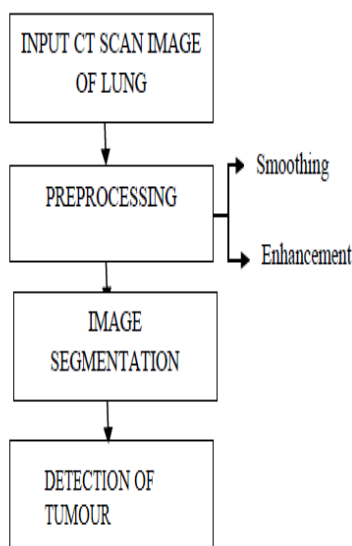 INPUT CT SCAN IMAGE
OF LUNG
PREPROCESSING
Smoothing
Enhancement
IMAGE
SEGMENTATION
DETECTION OF
TUMOUR